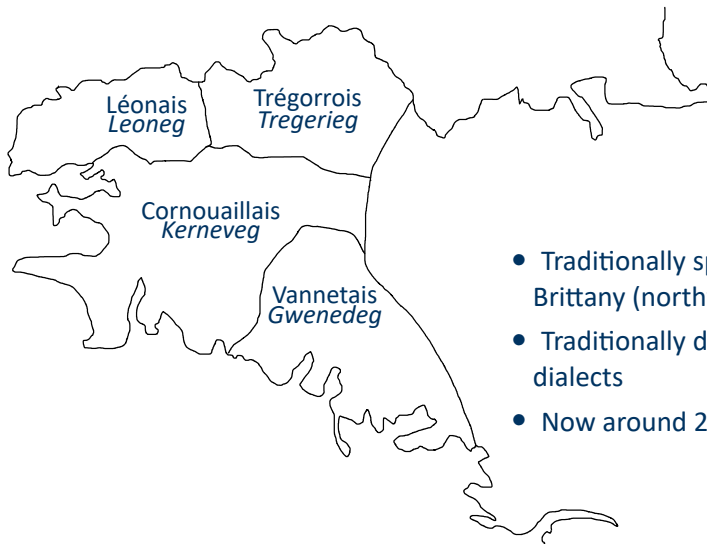 Léonais
Leoneg
Trégorrois
Tregerieg
Cornouaillais
Kerneveg
Vannetais
Gwenedeg
• Traditionally
Brittany (north
• Traditionally
dialects
• Now around 2